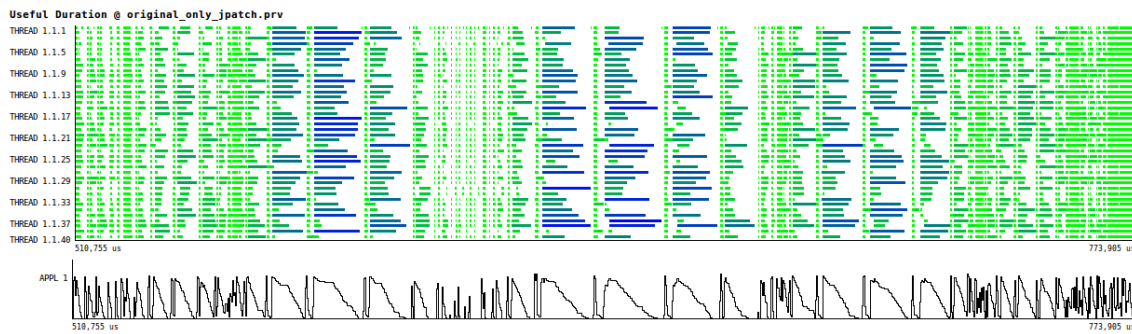 Useful Duration @ original_only_jpatch.prv
THREAD 1.1.1
THREAD 1.1.5
THREAD 1.1.9
THREAD 1.1.13
THREAD 1.1.17
THREAD 1.1.21
THREAD 1.1.25
THREAD 1.1.29
THREAD 1.1.33
THREAD 1.1.37
THREAD 1.1.40
510,755 us 773,905 us
APPL 1
510,755 us 773,905 us